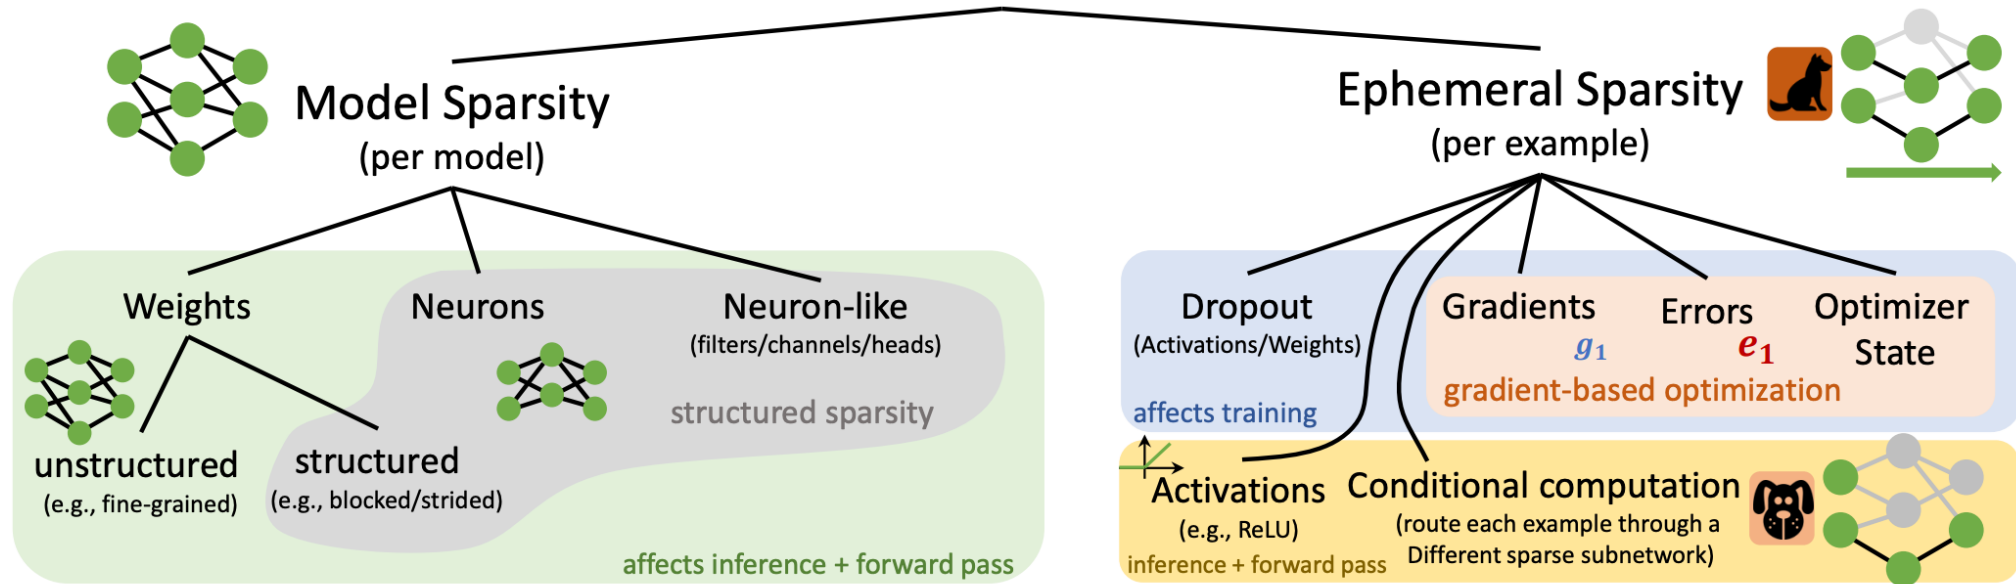 Model Sparsity
(per model)
Ephemeral Sparsity
(per example)
Weights
Neurons
Neuron-like
(filters/channels/heads)
structured sparsity
unstructured
(e.g., fine-grained)
structured
(e.g., blocked/strided)
affects inference + forward pass
Dropout
(Activations/Weights)
affects training
Gradients
g₁
Errors
e₁
Optimizer
State
gradient-based optimization
Activations
(e.g., ReLU)
inference + forward pass
Conditional computation
(route each example through a
Different sparse subnetwork)